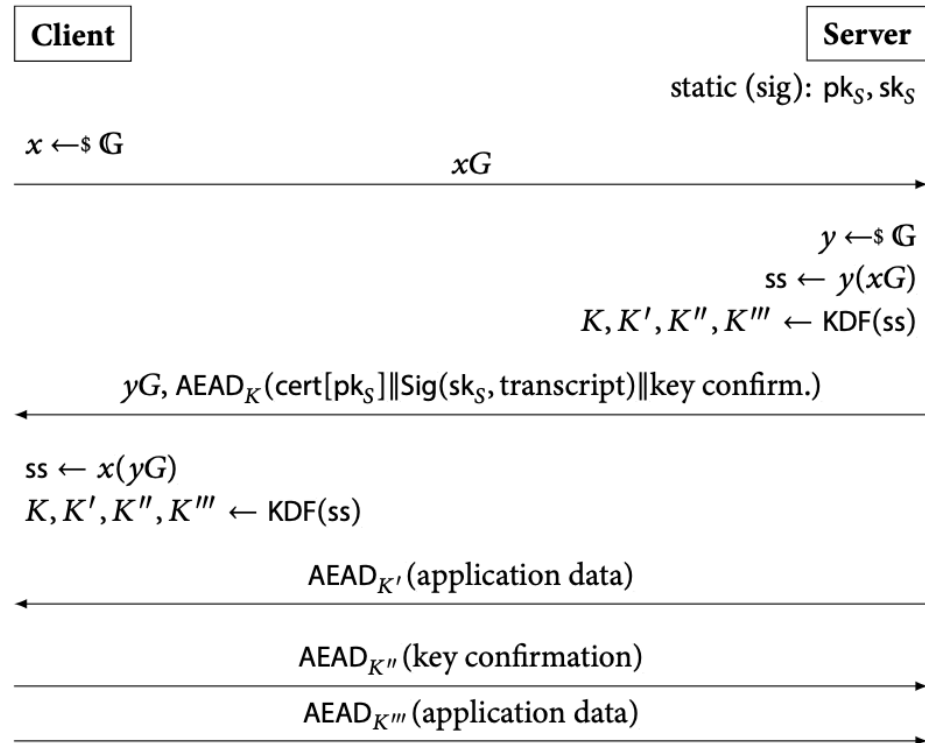 Client
Server
static (sig): pk_S, sk_S
x ←$ 𝔾
xG
y ←$ 𝔾
ss ← y(xG)
K, K′, K″, K‴ ← KDF(ss)
yG, AEAD_K(cert[pk_S]‖Sig(sk_S, transcript)‖key confirm.)
ss ← x(yG)
K, K′, K″, K‴ ← KDF(ss)
AEAD_K′(application data)
AEAD_K″(key confirmation)
AEAD_K‴(application data)